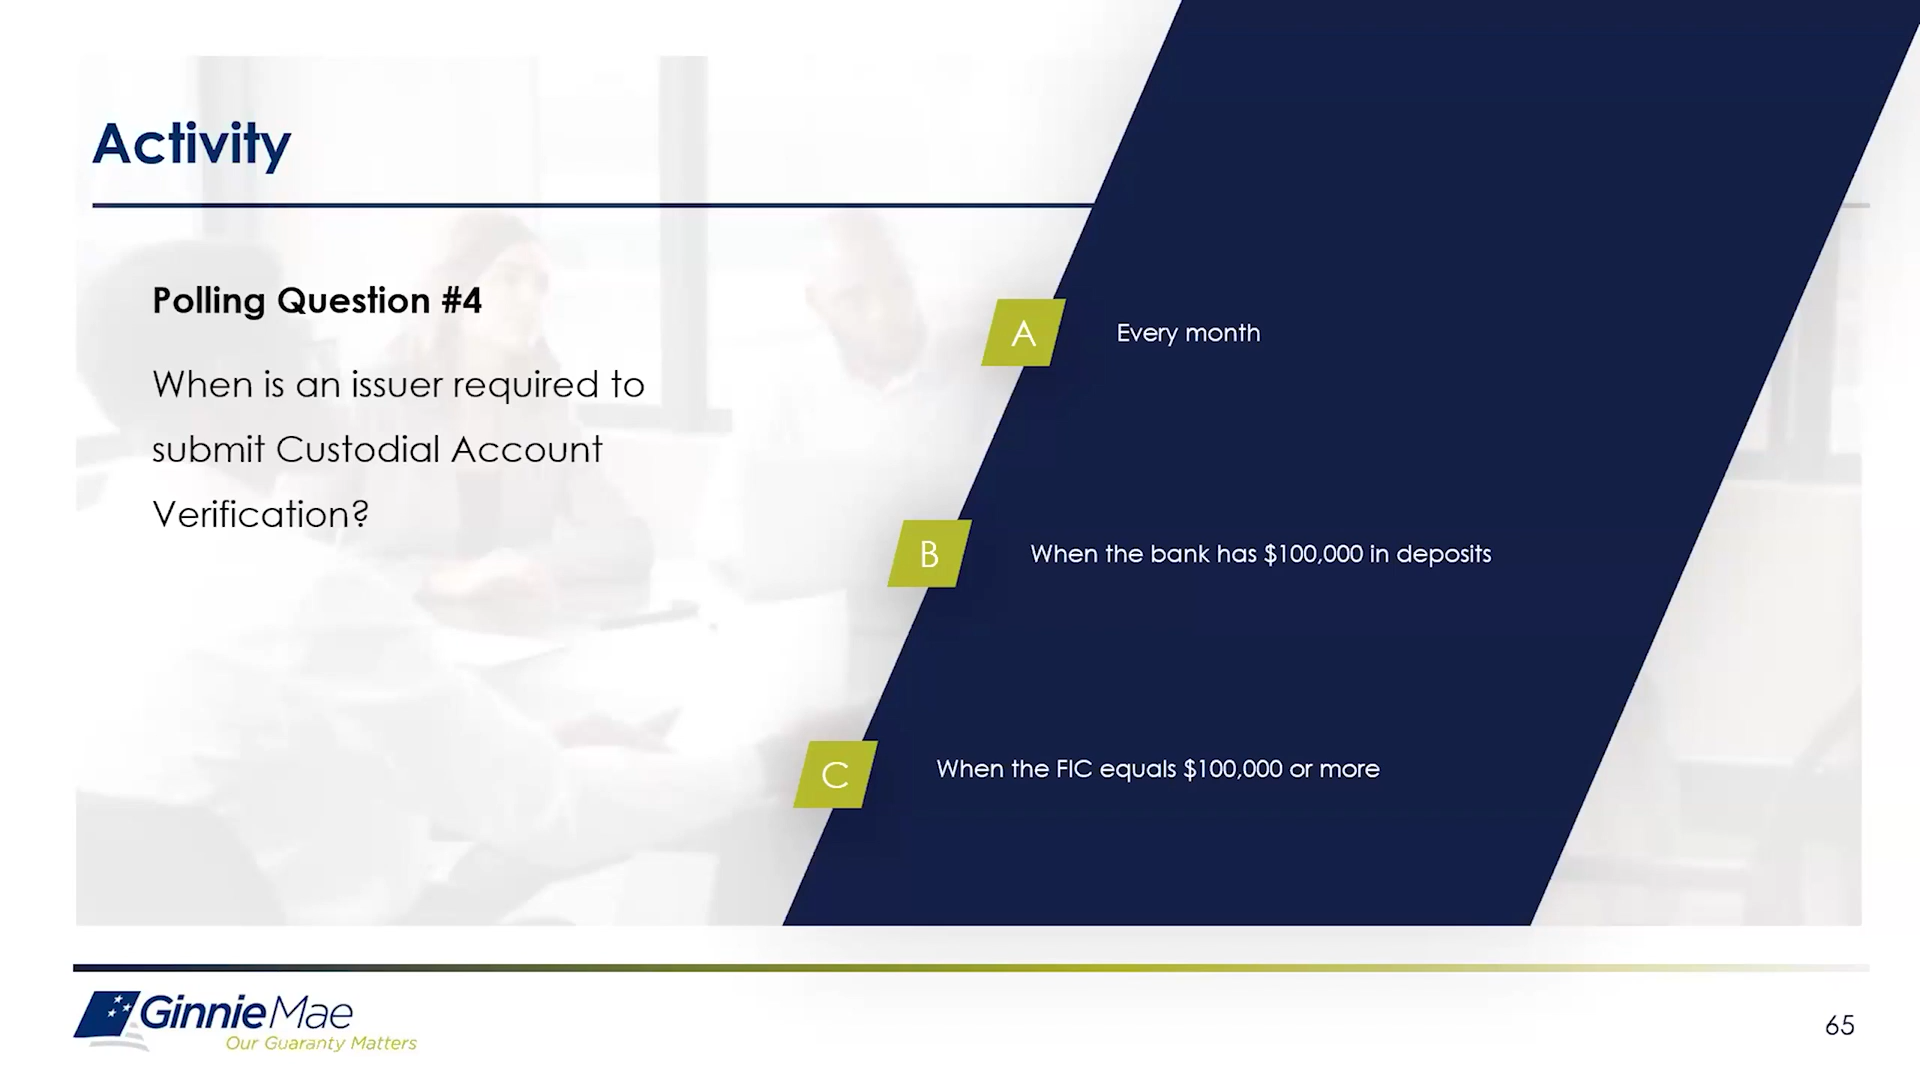 Activity
Polling Question #4
When is an issuer required to
submit Custodial Account
Verification?
A
Every month
B
When the bank has $100,000 in deposits
C
When the FIC equals $100,000 or more
GinnieMae
Our Guaranty Matters
65